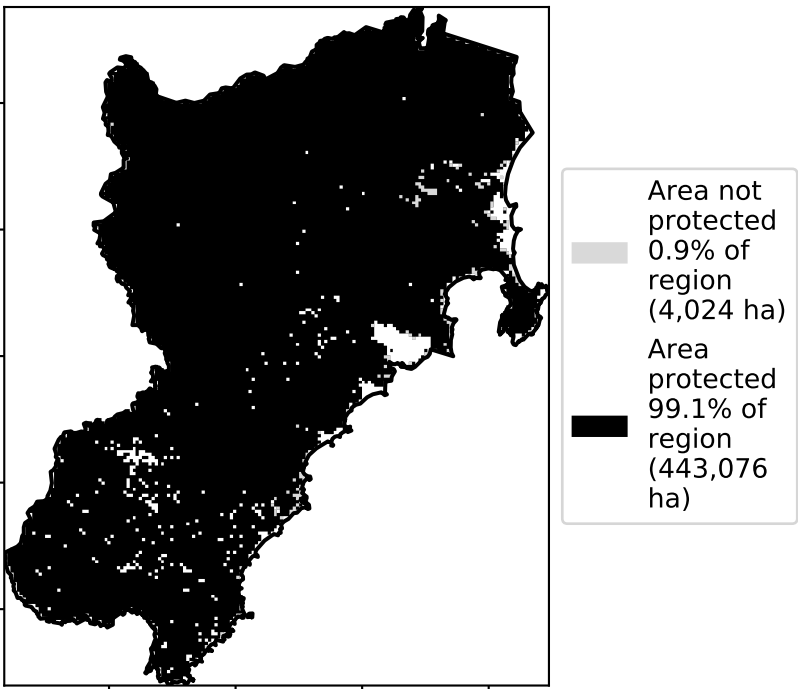 Area not
protected
0.9% of
region
(4,024 ha)
Area
protected
99.1% of
region
(443,076
ha)